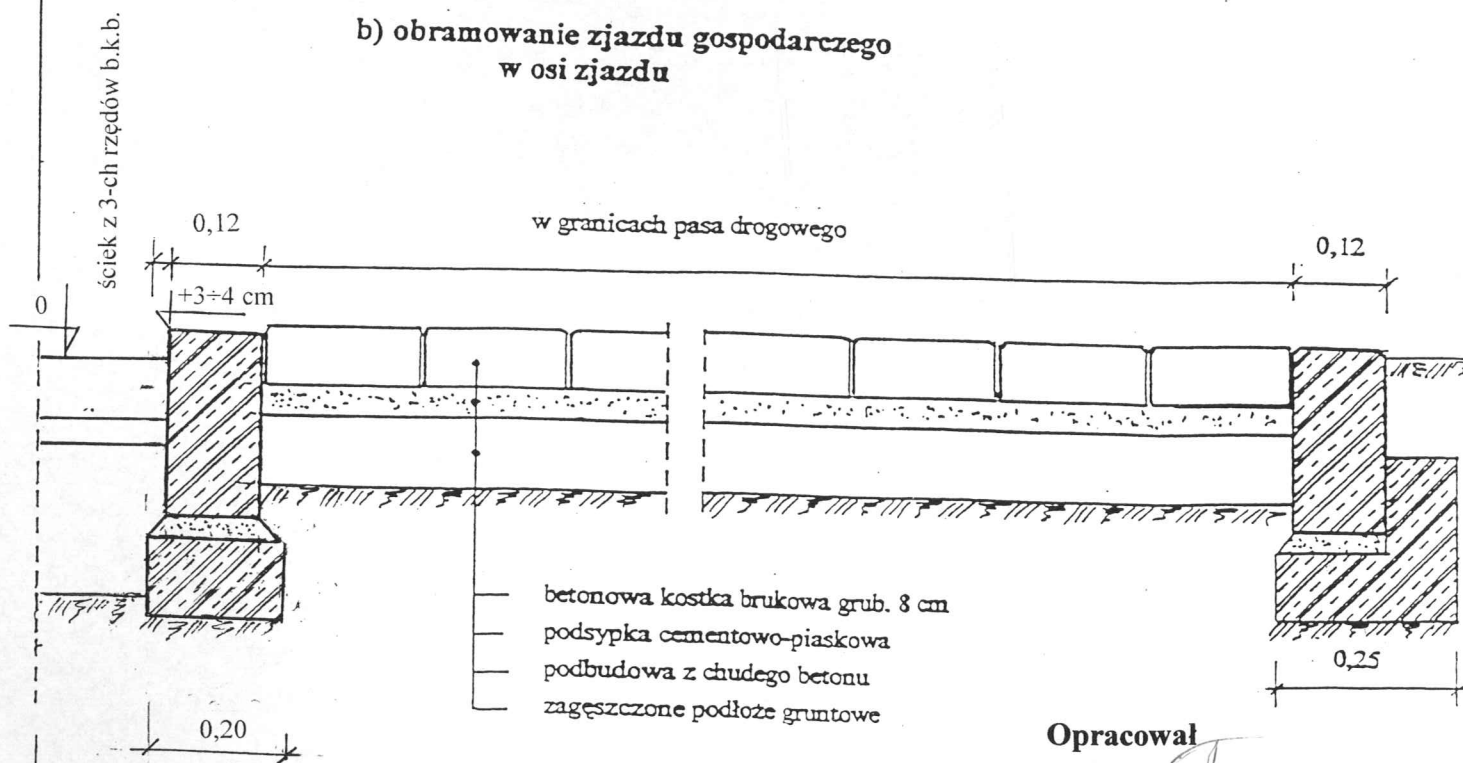 b) obramowanie zjazdu gospodarczego
w osi zjazdu
ściek z 3-ch rzędów b.k.b.
0,12
w granicach pasa drogowego
0,12
0
+3÷4 cm
betonowa kostka brukowa grub. 8 cm
podsypka cementowo-piaskowa
podbudowa z chudego betonu
zagęszczone podłoże gruntowe
0,25
0,20
Opracował